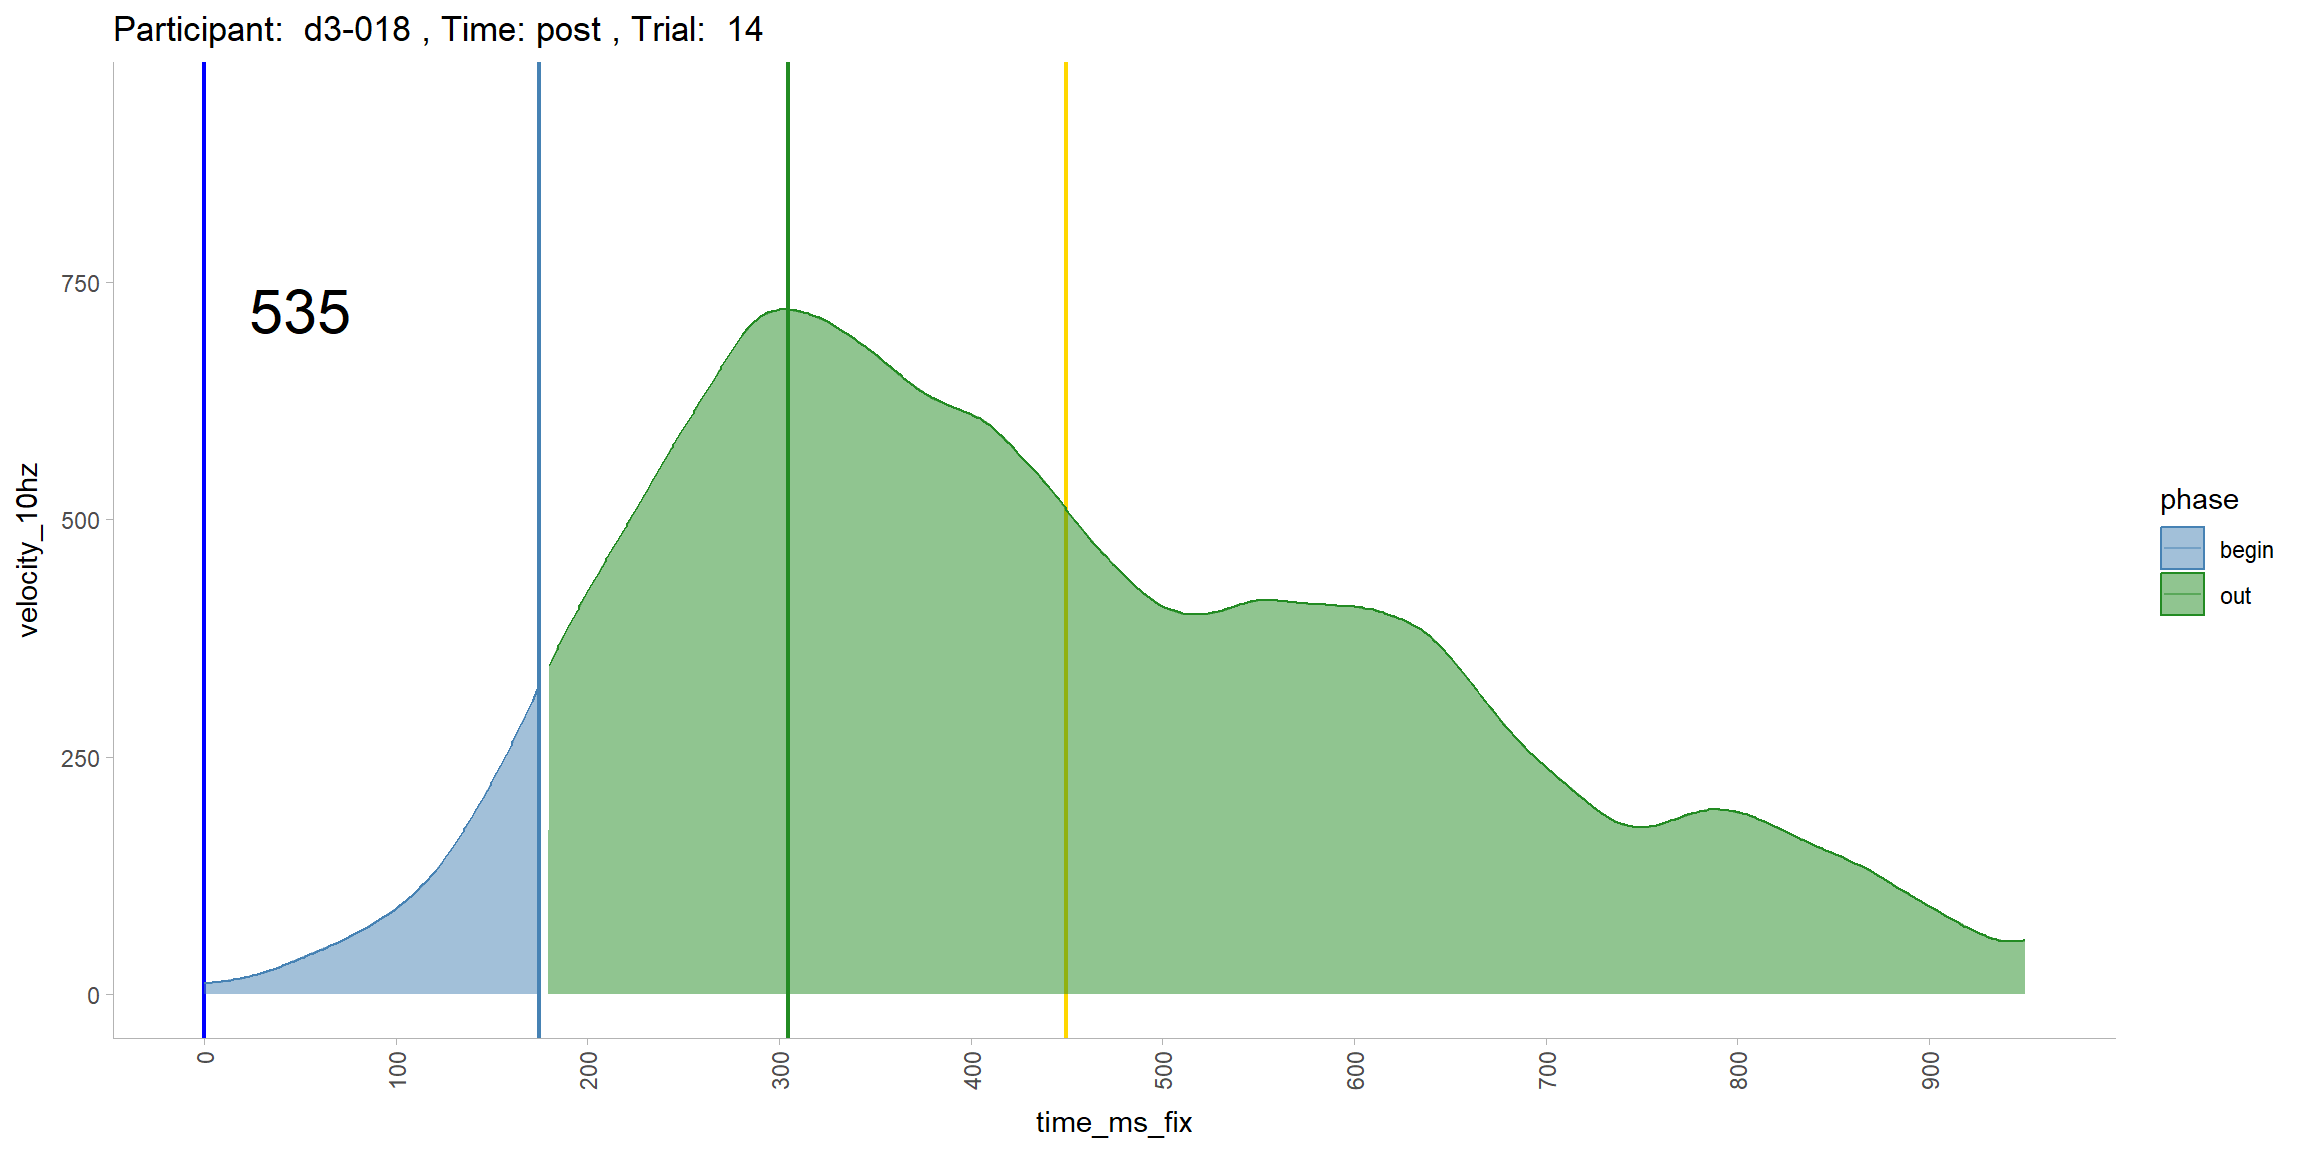 Participant:  d3-018 , Time: post , Trial:  14
750
535
500
250
0
velocity_10hz
0 100 200 300 400 500 600 700 800 900
time_ms_fix
phase
begin
out